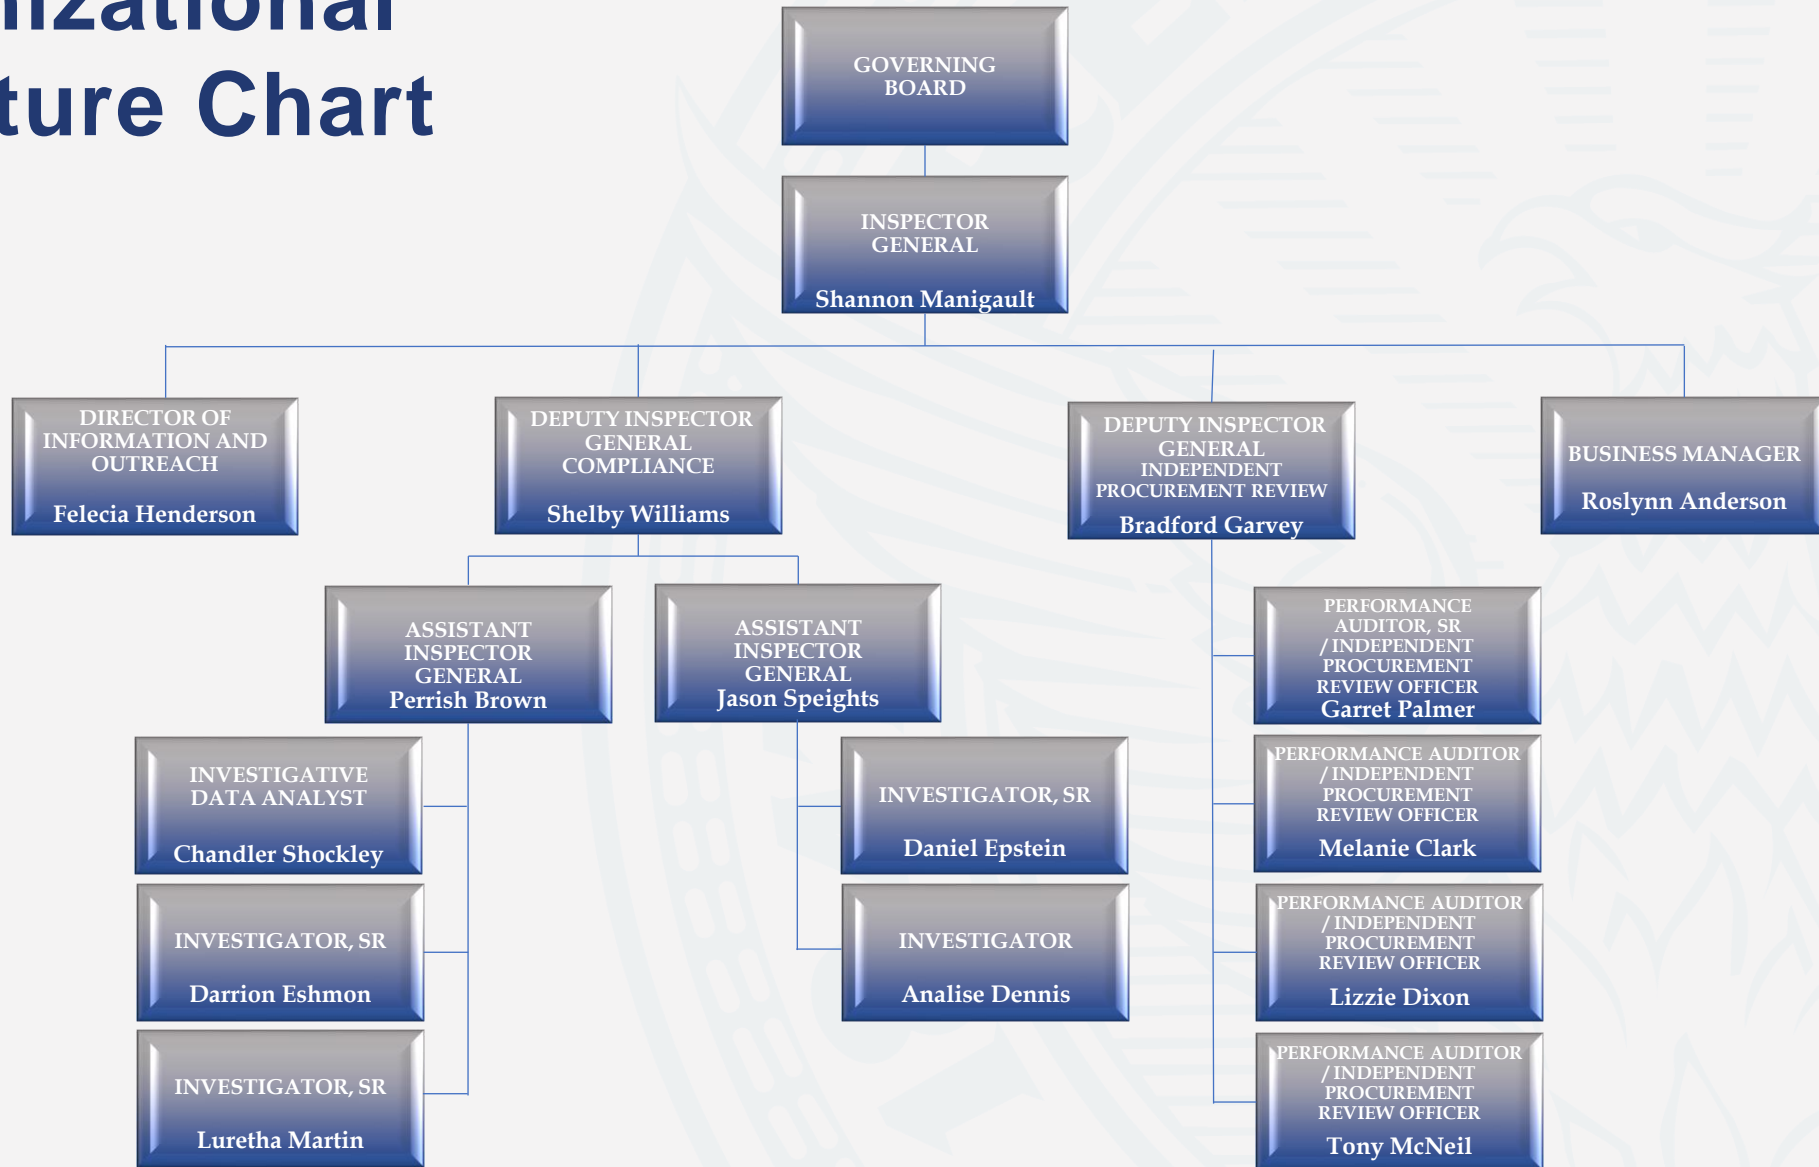 Chart
GOVERNING
BOARD
INSPECTOR
GENERAL
Shannon Manigault
DIRECTOR OF
INFORMATION AND
OUTREACH
Felecia Henderson
DEPUTY INSPECTOR
GENERAL
COMPLIANCE
Shelby Williams
DEPUTY INSPECTOR
GENERAL
INDEPENDENT
PROCUREMENT REVIEW
Bradford Garvey
BUSINESS MANAGER
Roslynn Anderson
ASSISTANT
INSPECTOR
GENERAL
Perrish Brown
ASSISTANT
INSPECTOR
GENERAL
Jason Speights
INVESTIGATIVE
DATA ANALYST
Chandler Shockley
INVESTIGATOR, SR
Darrion Eshmon
INVESTIGATOR, SR
Luretha Martin
INVESTIGATOR, SR
Daniel Epstein
INVESTIGATOR
Analise Dennis
PERFORMANCE
AUDITOR, SR
/INDEPENDENT
PROCUREMENT
REVIEW OFFICER
Garret Palmer
PERFORMANCE AUDITOR
/INDEPENDENT
PROCUREMENT
REVIEW OFFICER
Melanie Clark
PERFORMANCE AUDITOR
/INDEPENDENT
PROCUREMENT
REVIEW OFFICER
Lizzie Dixon
PERFORMANCE AUDITOR
/INDEPENDENT
PROCUREMENT
REVIEW OFFICER
Tony McNeil